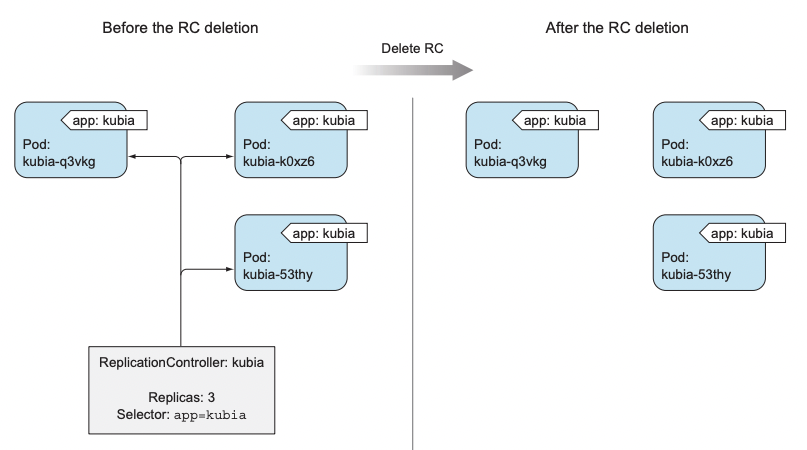 Before the RC deletion
Delete RC
After the RC deletion
app: kubia
Pod:
kubia-q3vkg
app: kubia
Pod:
kubia-k0xz6
app: kubia
Pod:
kubia-53thy
ReplicationController: kubia
Replicas: 3
Selector: app=kubia
app: kubia
Pod:
kubia-q3vkg
app: kubia
Pod:
kubia-k0xz6
app: kubia
Pod:
kubia-53thy